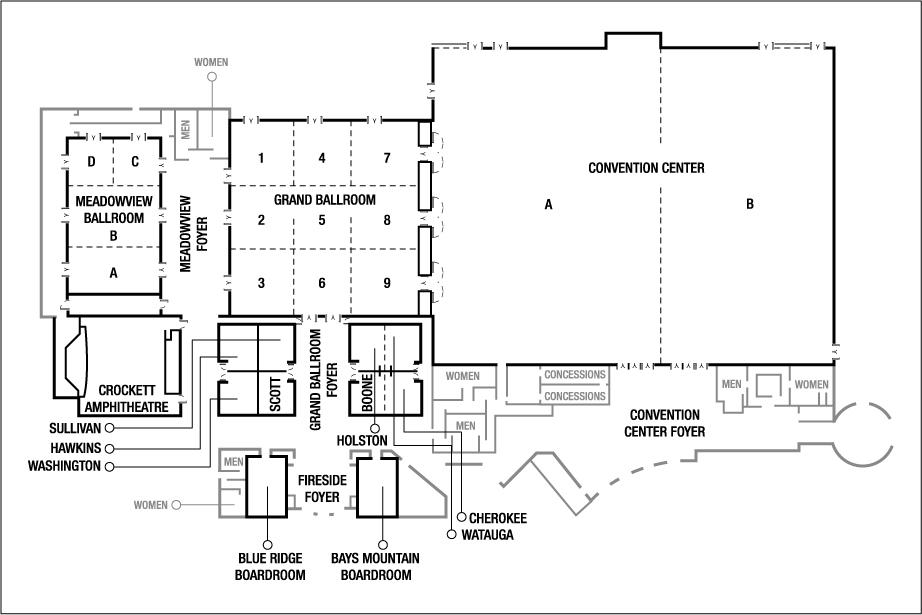 WOMEN
MEN
D
C
MEADOWVIEW
BALLROOM
B
A
MEADOWVIEW
FOYER
1
4
7
GRAND BALLROOM
2
5
8
3
6
9
CONVENTION CENTER
A
B
CROCKETT
AMPHITHEATRE
SCOTT
GRAND BALLROOM
FOYER
BOONE
WOMEN
MEN
CONCESSIONS
CONCESSIONS
MEN
WOMEN
CONVENTION
CENTER FOYER
SULLIVAN
HAWKINS
WASHINGTON
HOLSTON
MEN
WOMEN
FIRESIDE
FOYER
CHEROKEE
WATAUGA
BLUE RIDGE
BOARDROOM
BAYS MOUNTAIN
BOARDROOM